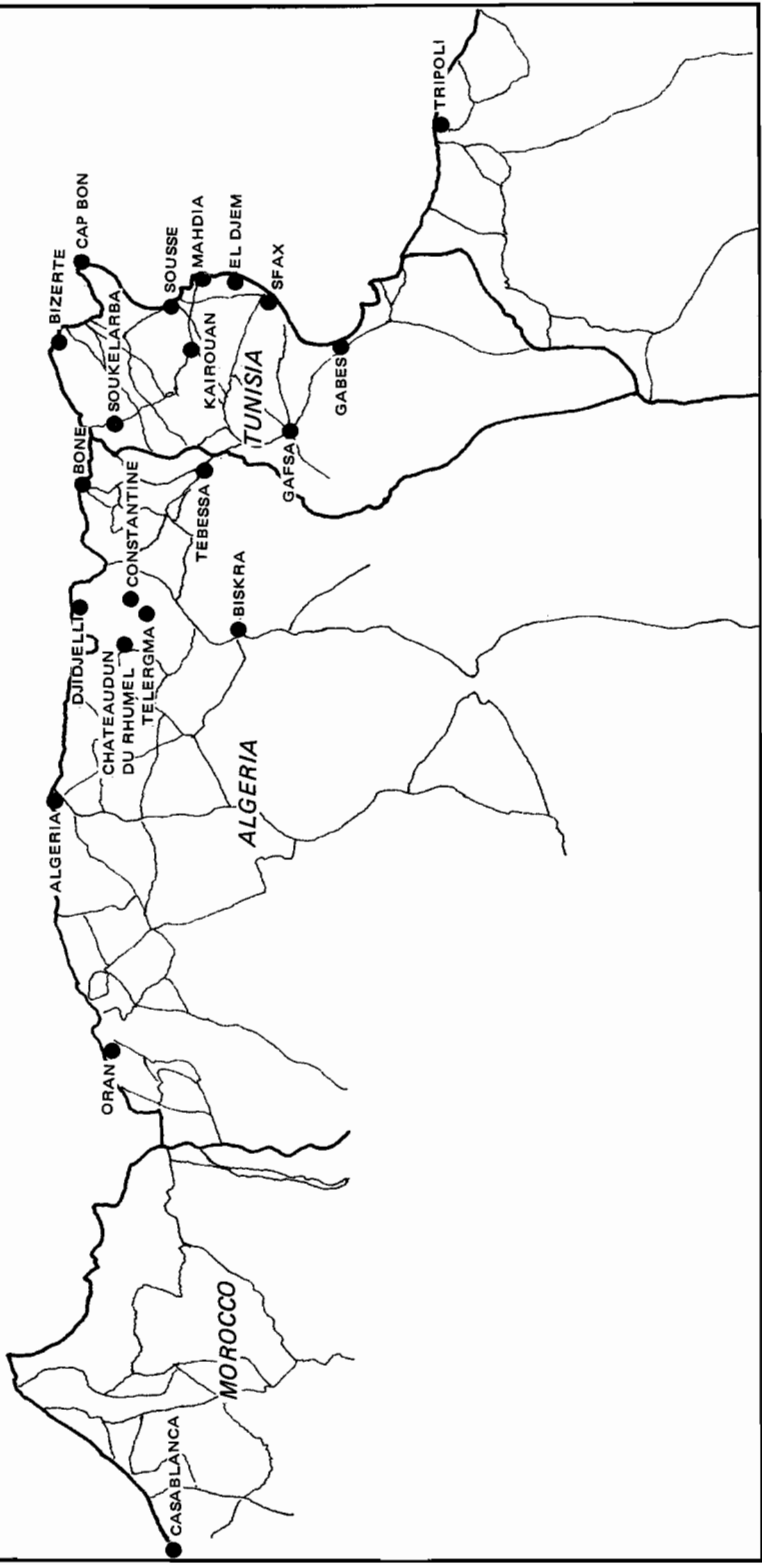 CASABLANCA
MOROCCO
ORAN
ALGERIA
ALGERIA
DJIDJELLI
CHATEAUDUN
DU RHUMEL
TELERGMA
CONSTANTINE
BISKRA
BONE
TEBESSA
SOUKELARBA
BIZERTE
CAP BON
TUNISIA
KAIROUAN
SOUSSE
MAHDIA
EL DJEM
SFAX
GAFSA
GABES
TRIPOLI